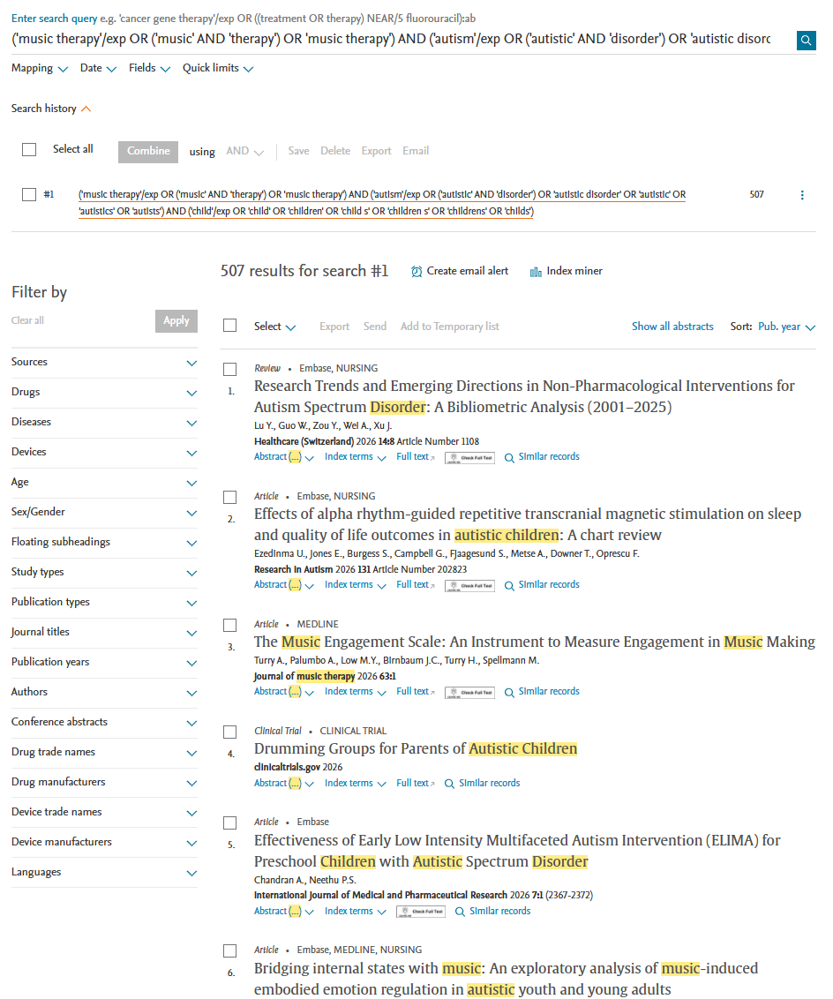 Enter search query e.g. 'cancer gene therapy'/exp OR ((treatment OR therapy) NEAR/5 fluorouracil):ab
('music therapy'/exp OR ('music' AND 'therapy') OR 'music therapy') AND ('autism'/exp OR ('autistic' AND 'disorder') OR 'autistic disorc
Mapping Date Fields Quick limits
Search history
Select all Combine using AND Save Delete Export Email
#1 ('music therapy'/exp OR ('music' AND 'therapy') OR 'music therapy') AND ('autism'/exp OR ('autistic' AND 'disorder') OR 'autistic disorder' OR 'autistic' OR 507
'autistics' OR 'autists') AND ('child'/exp OR 'child' OR 'children' OR 'child s' OR 'children s' OR 'childrens' OR 'childs')
507 results for search #1 Create email alert Index miner
Filter by
Clear all Apply
Sources
Drugs
Diseases
Devices
Age
Sex/Gender
Floating subheadings
Study types
Publication types
Journal titles
Publication years
Authors
Conference abstracts
Drug trade names
Drug manufacturers
Device trade names
Device manufacturers
Languages
Select Export Send Add to Temporary list Show all abstracts Sort: Pub. year
Review • Embase, NURSING
1. Research Trends and Emerging Directions in Non-Pharmacological Interventions for
Autism Spectrum Disorder: A Bibliometric Analysis (2001–2025)
Lu Y., Guo W., Zou Y., Wei A., Xu J.
Healthcare (Switzerland) 2026 14:8 Article Number 1108
Abstract (...) Index terms Full text Check Full Text Similar records
Article • Embase, NURSING
2. Effects of alpha rhythm-guided repetitive transcranial magnetic stimulation on sleep
and quality of life outcomes in autistic children: A chart review
Ezedinma U., Jones E., Burgess S., Campbell G., Fjaagesund S., Metse A., Downer T., Oprescu F.
Research in Autism 2026 131 Article Number 202823
Abstract (...) Index terms Full text Check Full Text Similar records
Article • MEDLINE
3. The Music Engagement Scale: An Instrument to Measure Engagement in Music Making
Turry A., Palumbo A., Low M.Y., Birnbaum J.C., Turry H., Spellmann M.
Journal of music therapy 2026 63:1
Abstract (...) Index terms Full text Check Full Text Similar records
Clinical Trial • CLINICAL TRIAL
4. Drumming Groups for Parents of Autistic Children
clinicaltrials.gov 2026
Abstract (...) Index terms Full text Similar records
Article • Embase
5. Effectiveness of Early Low Intensity Multifaceted Autism Intervention (ELIMA) for
Preschool Children with Autistic Spectrum Disorder
Chandran A., Neethu P.S.
International Journal of Medical and Pharmaceutical Research 2026 7:1 (2367-2372)
Abstract (...) Index terms Check Full Text Similar records
Article • Embase, MEDLINE, NURSING
6. Bridging internal states with music: An exploratory analysis of music-induced
embodied emotion regulation in autistic youth and young adults